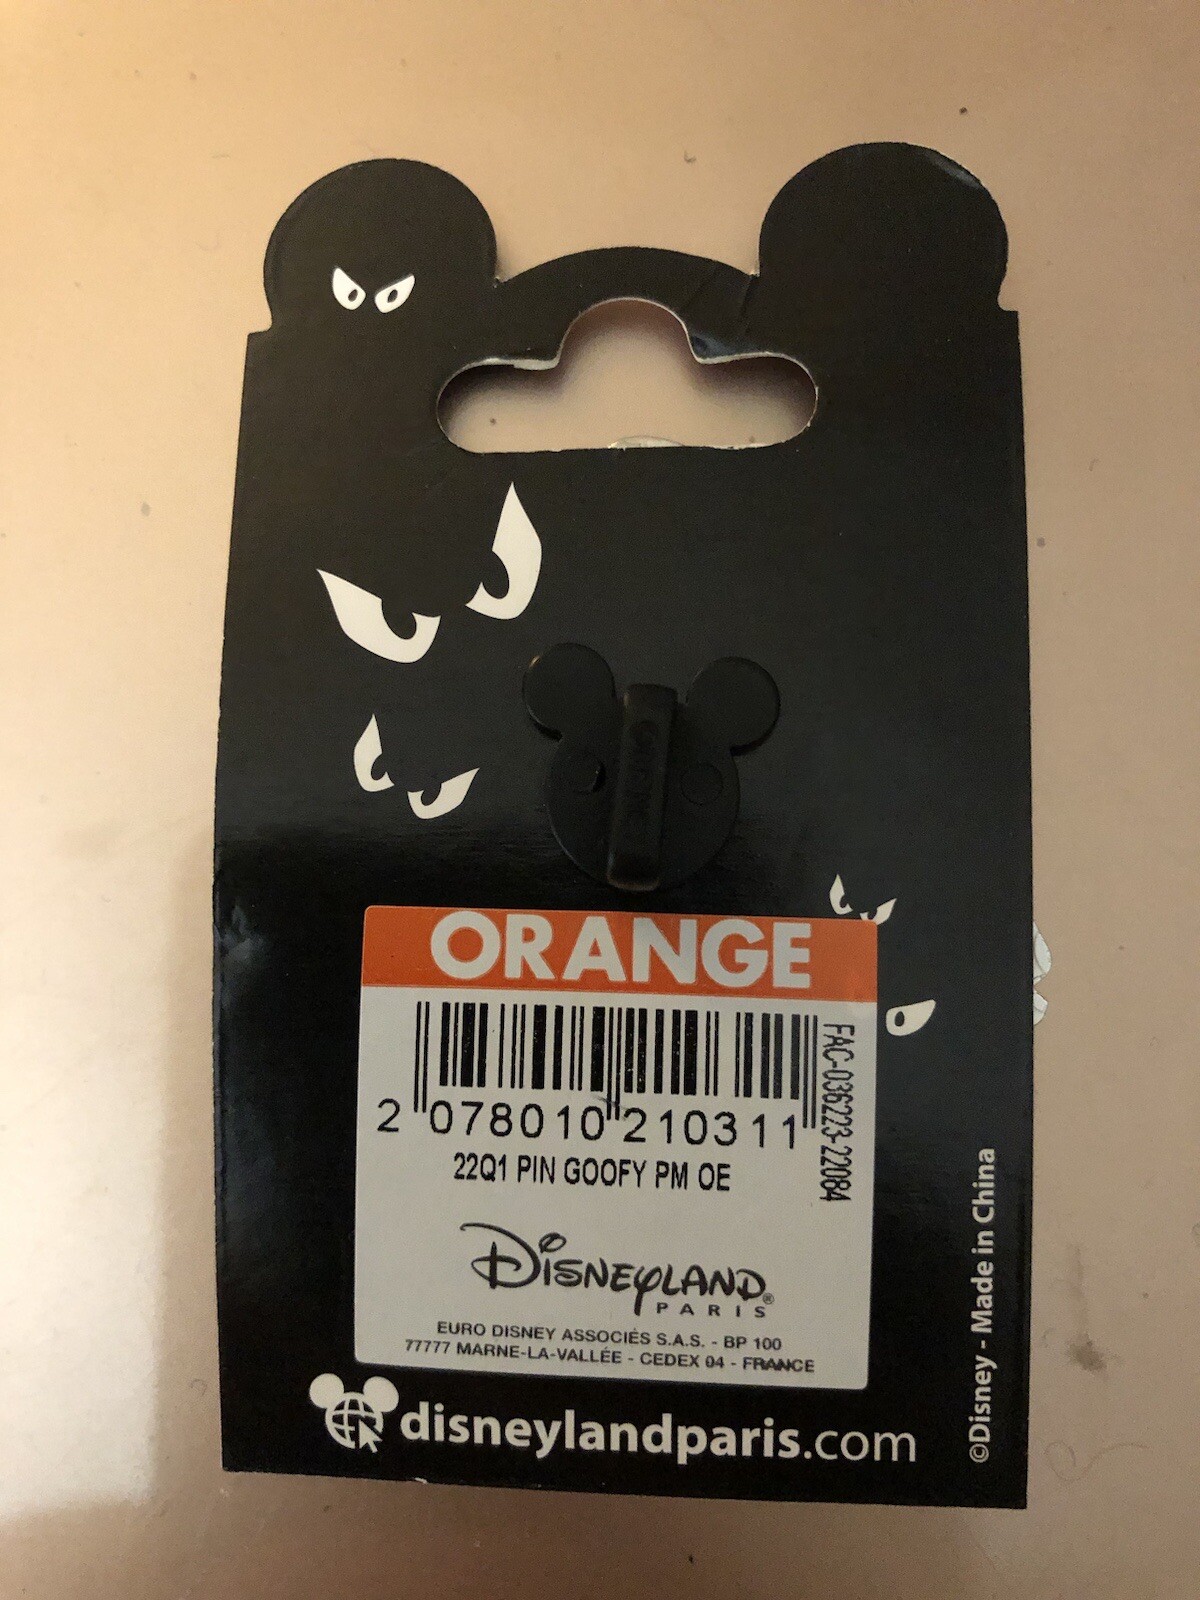 ORANGE
2 078010 210311
FAC-036223-22084
22Q1 PIN GOOFY PM OE
DISNEYLAND®
PARIS
EURO DISNEY ASSOCIÉS S.A.S. - BP 100
77777 MARNE-LA-VALLÉE - CEDEX 04 - FRANCE
disneylandparis.com
©Disney - Made in China